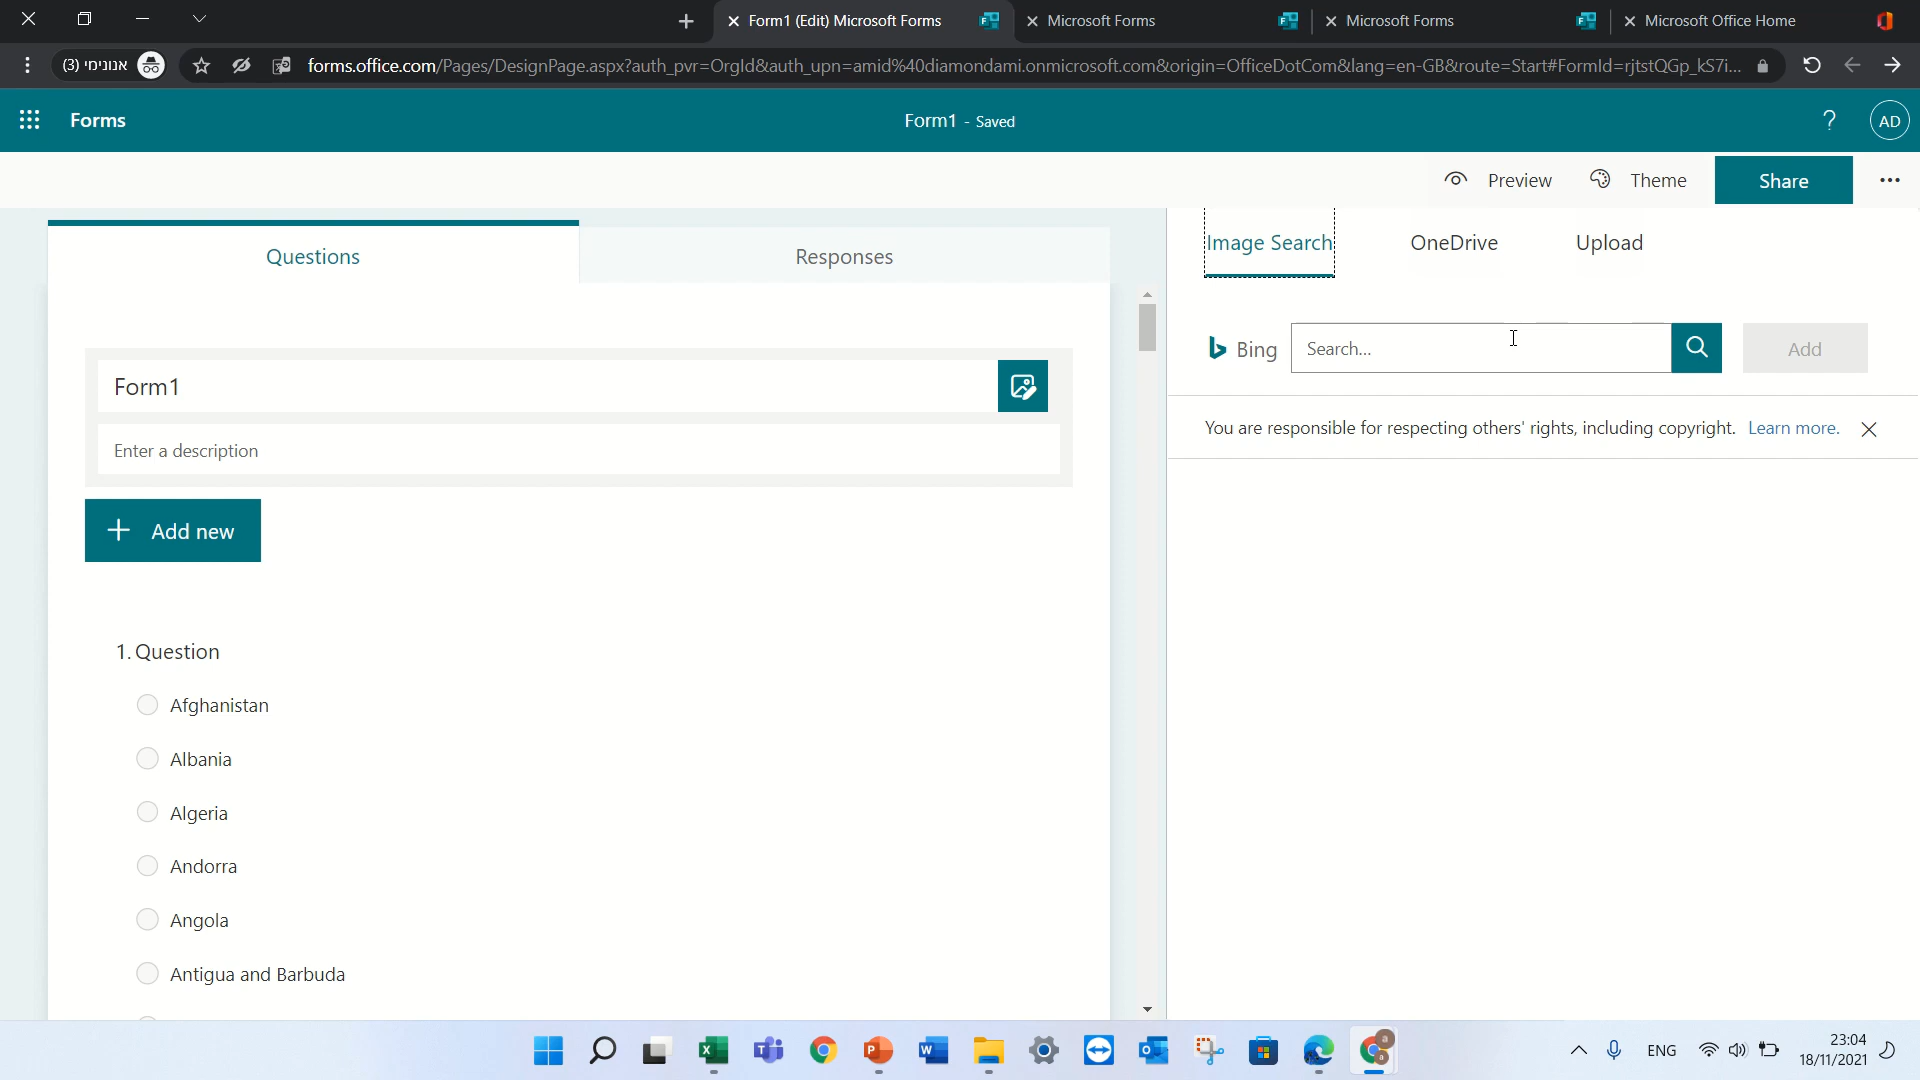 Form1 (Edit) Microsoft Forms
Microsoft Forms
Microsoft Forms
Microsoft Office Home
אנונימי (3)
forms.office.com/Pages/DesignPage.aspx?auth_pvr=OrgId&auth_upn=amid%40diamondami.onmicrosoft.com&origin=OfficeDotCom&lang=en-GB&route=Start#FormId=rjtstQGp_kS7i...
Forms
Form1 - Saved
?
AD
Preview
Theme
Share
...
Questions
Responses
Image Search
OneDrive
Upload
Bing
Search...
Add
You are responsible for respecting others' rights, including copyright. Learn more.
Form1
Enter a description
Add new
1. Question
Afghanistan
Albania
Algeria
Andorra
Angola
Antigua and Barbuda
ENG
23:04
18/11/2021